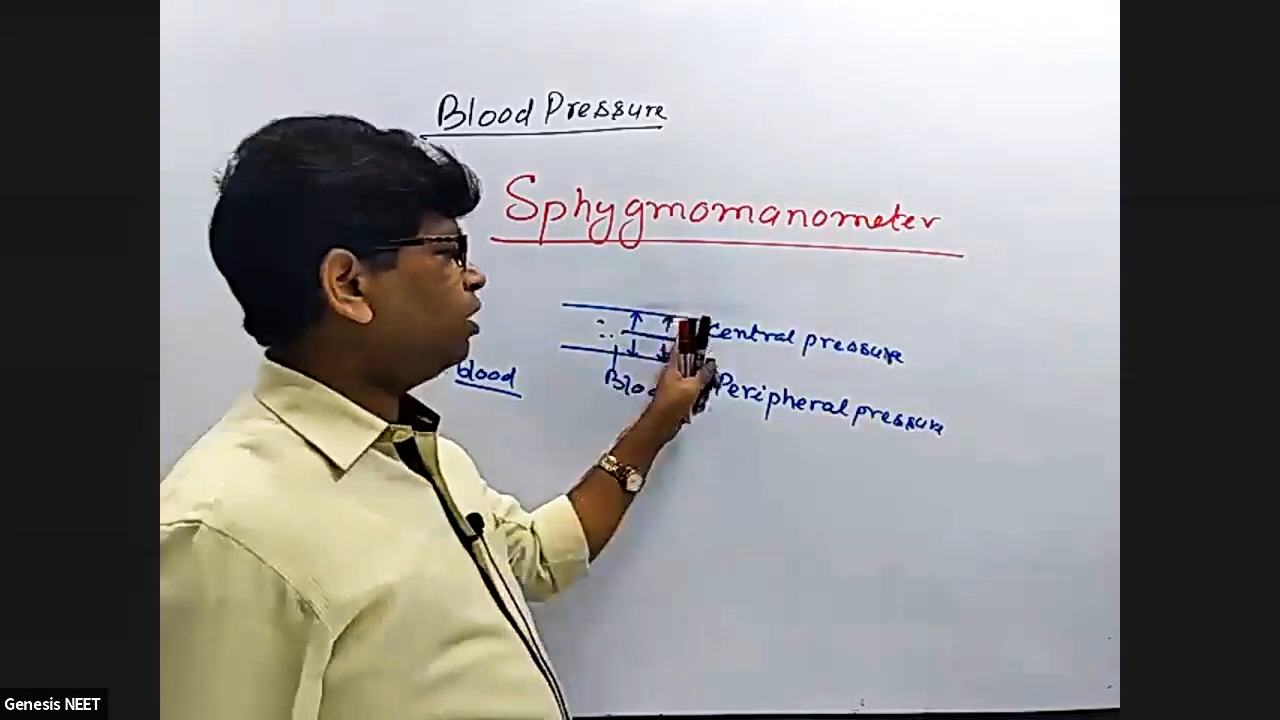 Blood Pressure
Sphygmomanometer
Central pressure
blood
Peripheral pressure
Genesis NEET